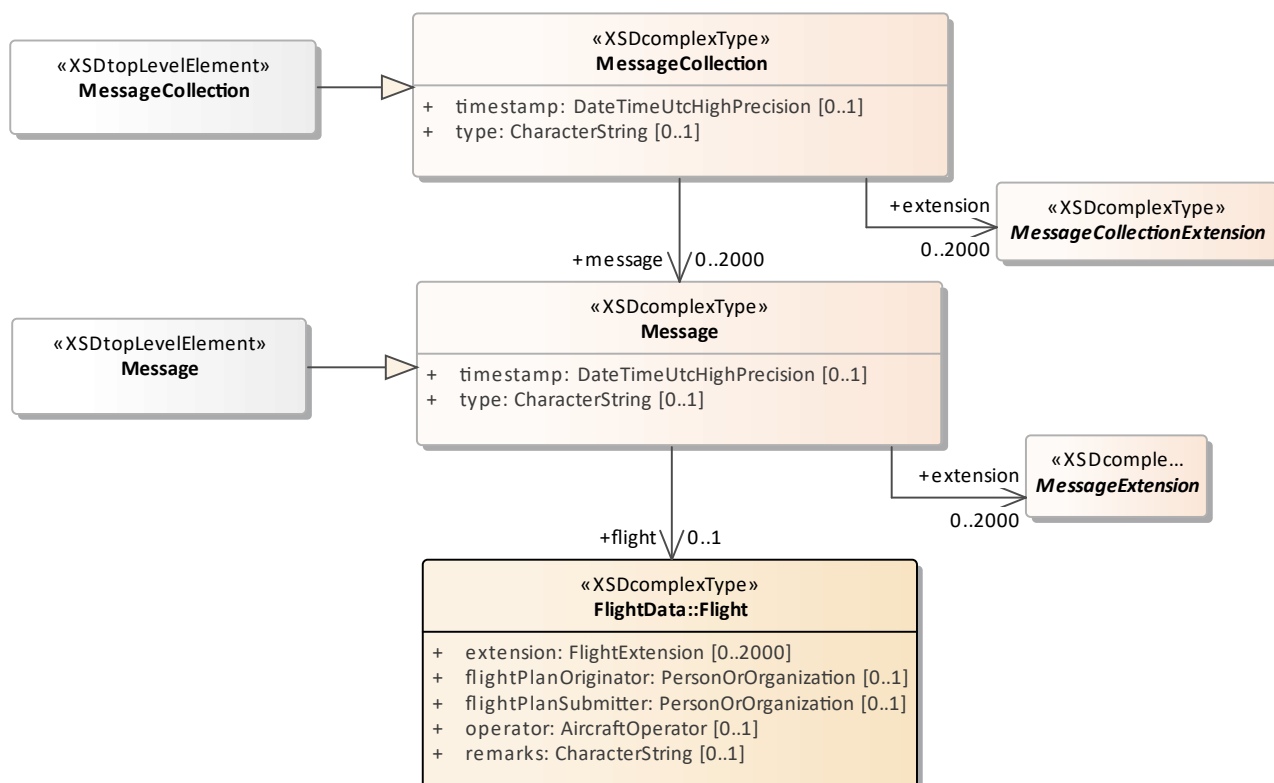 «XSDtopLevelElement»
MessageCollection
«XSDcomplexType»
MessageCollection
+ timestamp: DateTimeUtcHighPrecision [0..1]
+ type: CharacterString [0..1]
+extension
0..2000
«XSDcomplexType»
MessageCollectionExtension
+message 0..2000
«XSDtopLevelElement»
Message
«XSDcomplexType»
Message
+ timestamp: DateTimeUtcHighPrecision [0..1]
+ type: CharacterString [0..1]
+extension
0..2000
«XSDcomple...
MessageExtension
+flight 0..1
«XSDcomplexType»
FlightData::Flight
+ extension: FlightExtension [0..2000]
+ flightPlanOriginator: PersonOrOrganization [0..1]
+ flightPlanSubmitter: PersonOrOrganization [0..1]
+ operator: AircraftOperator [0..1]
+ remarks: CharacterString [0..1]